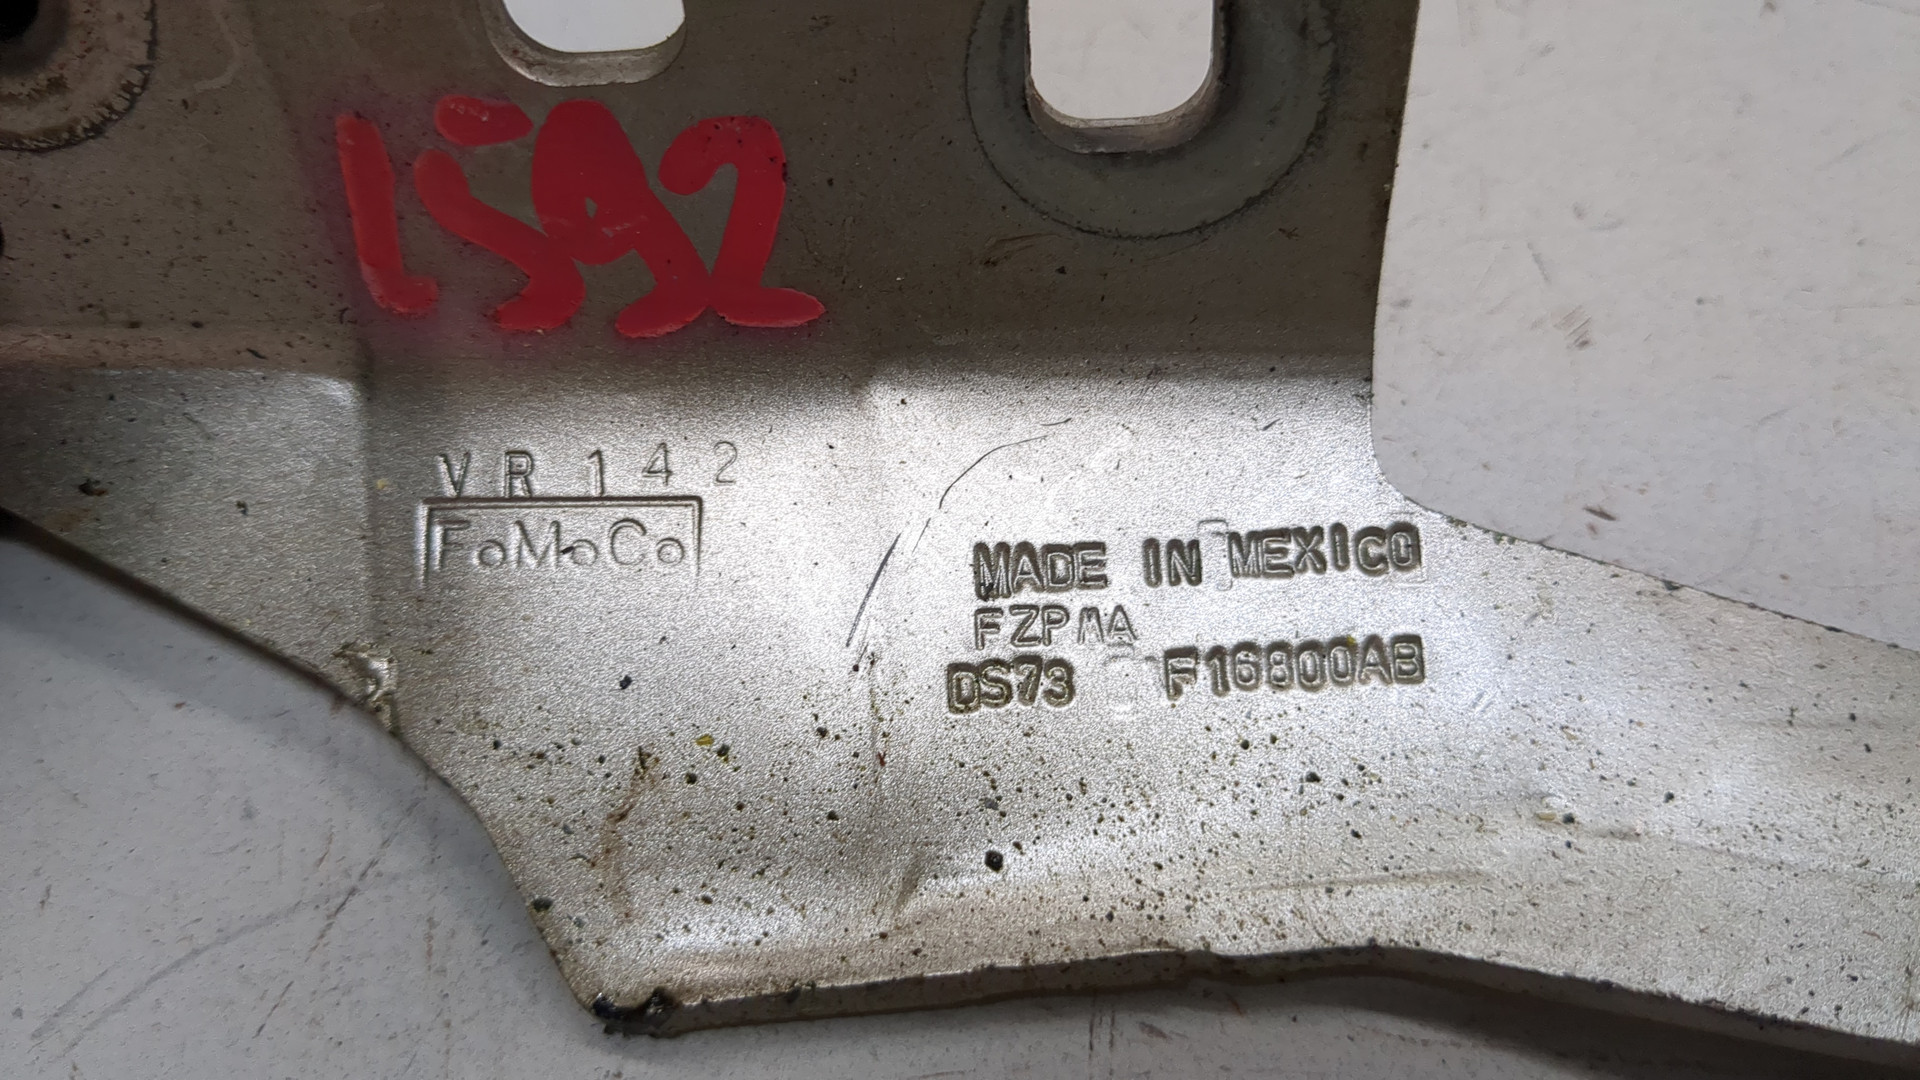 1592
VR142
FoMoCo
MADE IN MEXICO
FZPMA
DS73 F16800AB